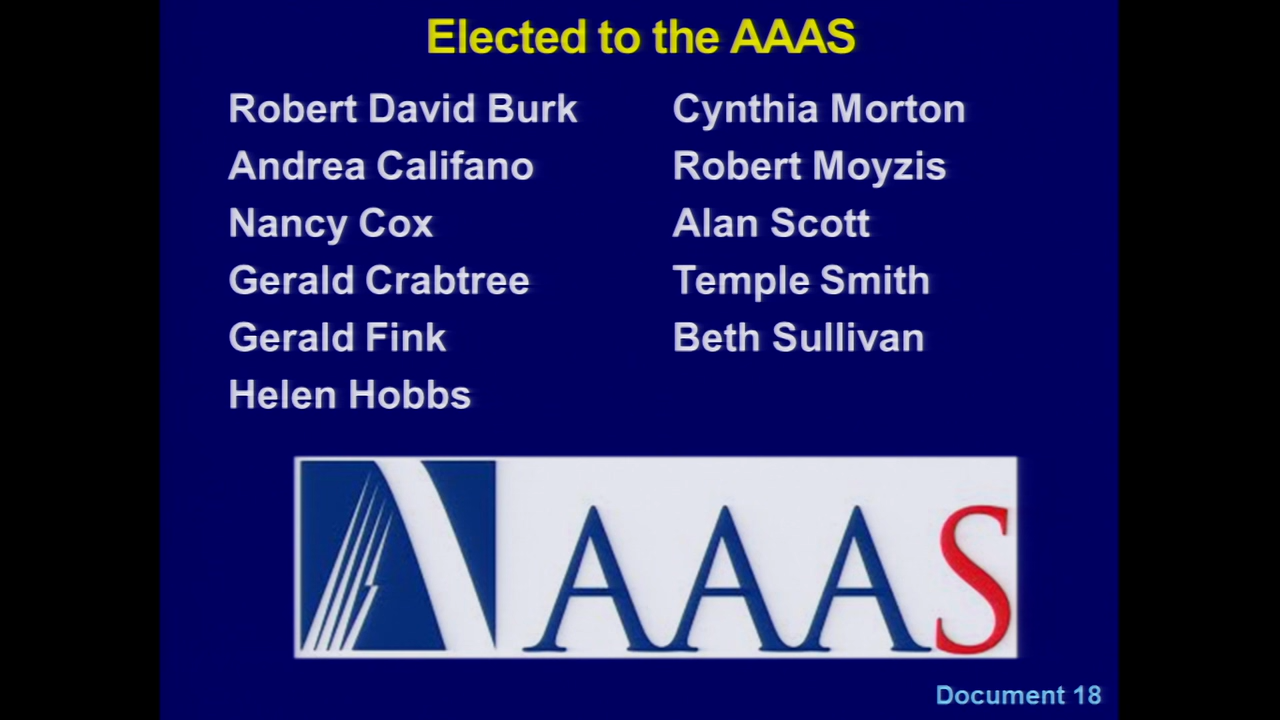 Elected to the AAAS
Robert David Burk
Andrea Califano
Nancy Cox
Gerald Crabtree
Gerald Fink
Helen Hobbs
Cynthia Morton
Robert Moyzis
Alan Scott
Temple Smith
Beth Sullivan
AAAS
Document 18